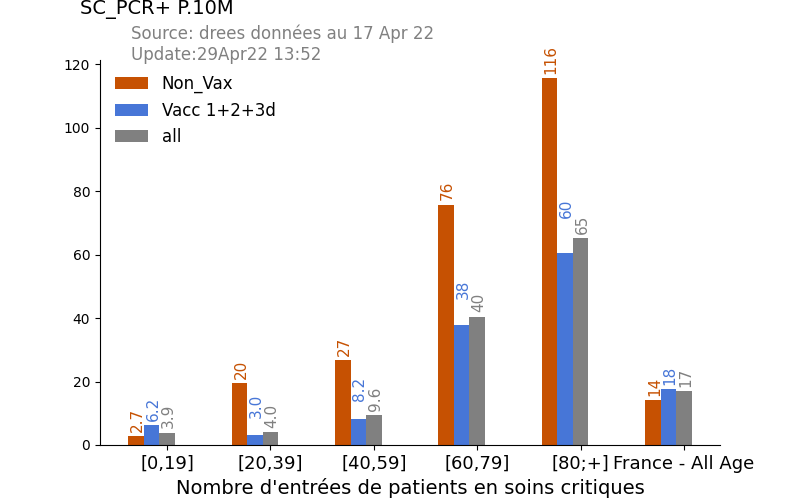 SC_PCR+ P.10M
Source: drees données au 17 Apr 22
Update:29Apr22 13:52
Non_Vax
Vacc 1+2+3d
all
120
100
80
60
40
20
0
2.7 6.2 3.9
20 3.0 4.0
27 8.2 9.6
76 38 40
116 60 65
14 18 17
[0,19] [20,39] [40,59] [60,79] [80;+] France - All Age
Nombre d'entrées de patients en soins critiques